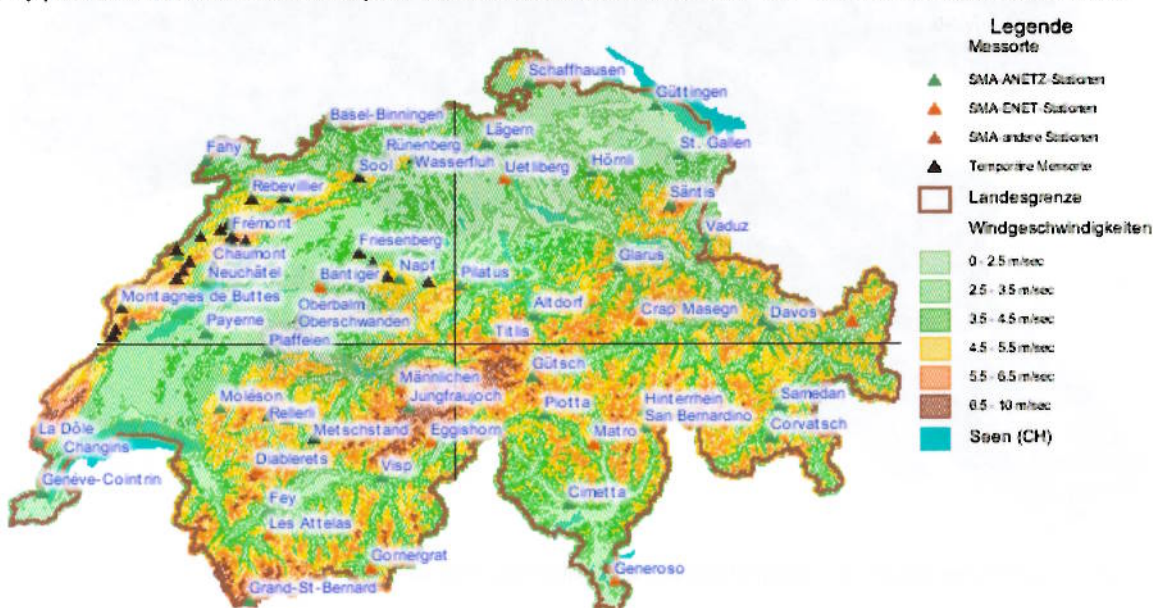 Legende
Messorte
SMA-ANETZ-Stationen
SMA-ENET-Stationen
SMA-andere Stationen
Temporäre Messorte
Landesgrenze
Windgeschwindigkeiten
0 - 2.5 m/sec
2.5 - 3.5 m/sec
3.5 - 4.5 m/sec
4.5 - 5.5 m/sec
5.5 - 6.5 m/sec
6.5 - 10 m/sec
Seen (CH)
Schaffhausen
Güttingen
Basel-Binningen
Lägern
Fahy
Rünenberg
St. Gallen
Sool
Wasserfluh
Uetliberg
Hörnli
Rebevillier
Säntis
Frémont
Vaduz
Friesenberg
Chaumont
Glarus
Neuchâtel
Bantiger
Napf
Pilatus
Montagnes de Buttes
Oberbalm
Altdorf
Crap Masegn
Davos
Payerne
Oberschwanden
Titlis
Plaffeien
Gütsch
Männlichen
Moléson
Jungfraujoch
Piotta
Hinterrhein
Samedan
Rellerli
San Bernardino
La Dôle
Metschstand
Eggishorn
Matro
Corvatsch
Changins
Diablerets
Visp
Genève-Cointrin
Fey
Cimetta
Les Attelas
Gornergrat
Generoso
Grand-St-Bernard